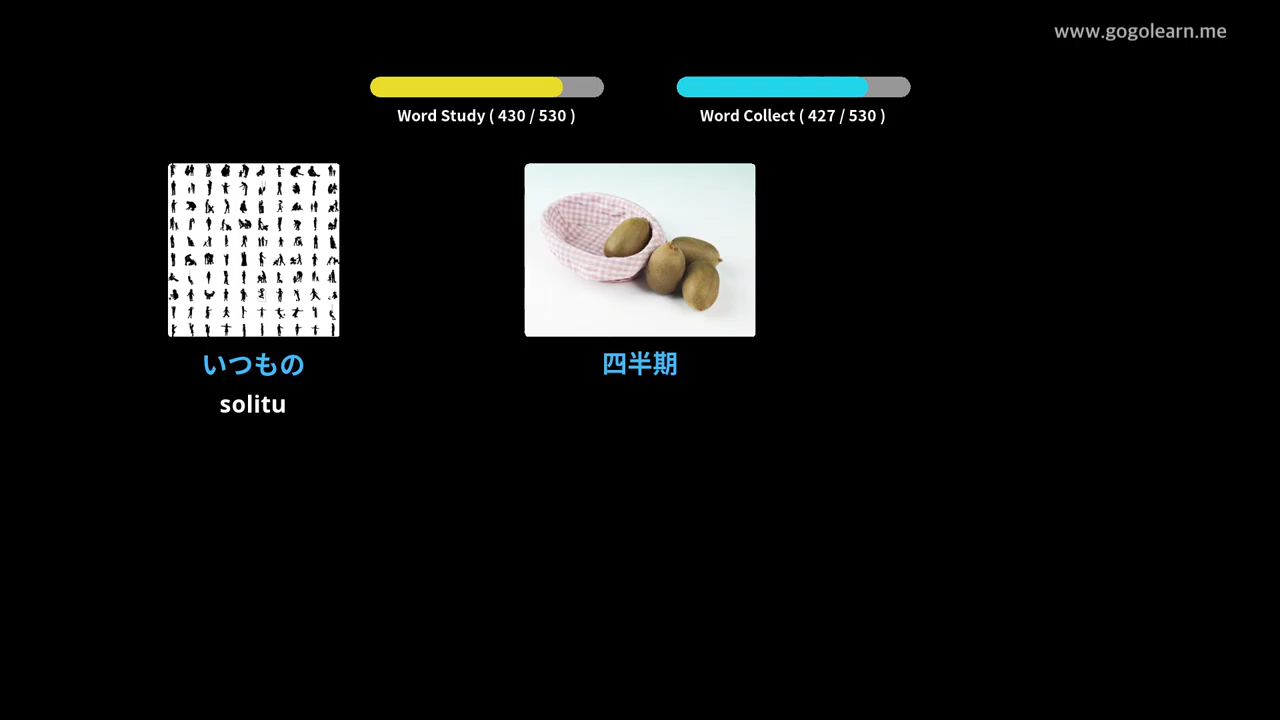 www.gogolearn.me
Word Study ( 430 / 530 )
Word Collect ( 427 / 530 )
いつもの
solitu
四半期